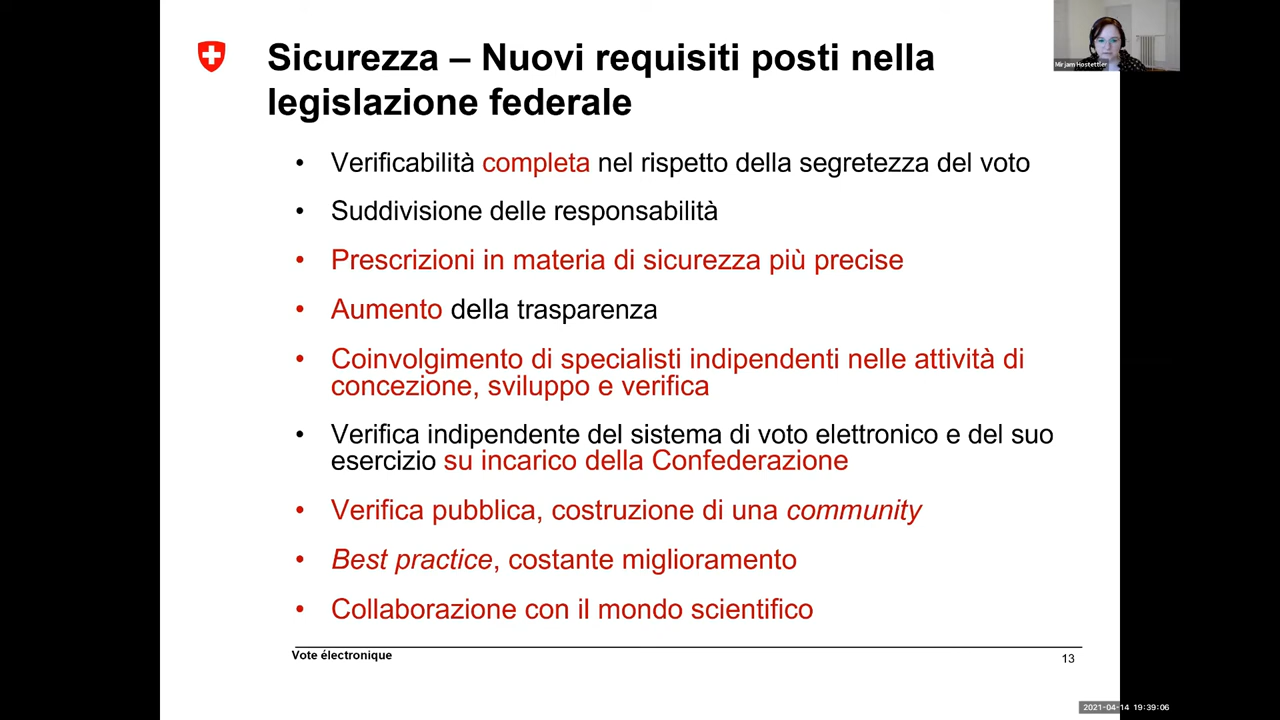 Sicurezza – Nuovi requisiti posti nella
legislazione federale
• Verificabilità completa nel rispetto della segretezza del voto
• Suddivisione delle responsabilità
• Prescrizioni in materia di sicurezza più precise
• Aumento della trasparenza
• Coinvolgimento di specialisti indipendenti nelle attività di
concezione, sviluppo e verifica
• Verifica indipendente del sistema di voto elettronico e del suo
esercizio su incarico della Confederazione
• Verifica pubblica, costruzione di una community
• Best practice, costante miglioramento
• Collaborazione con il mondo scientifico
Vote électronique
13
Mirjam Hostettler
2021-04-14 19:39:06